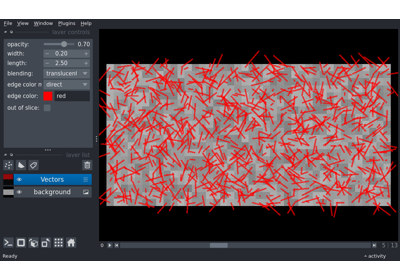 File View Window Plugins Help
layer controls
opacity: 0.70
width: 0.20
length: 2.50
blending: translucent
edge color m direct
edge color: red
out of slice:
layer list
Vectors
background
0
5 13
Ready
activity